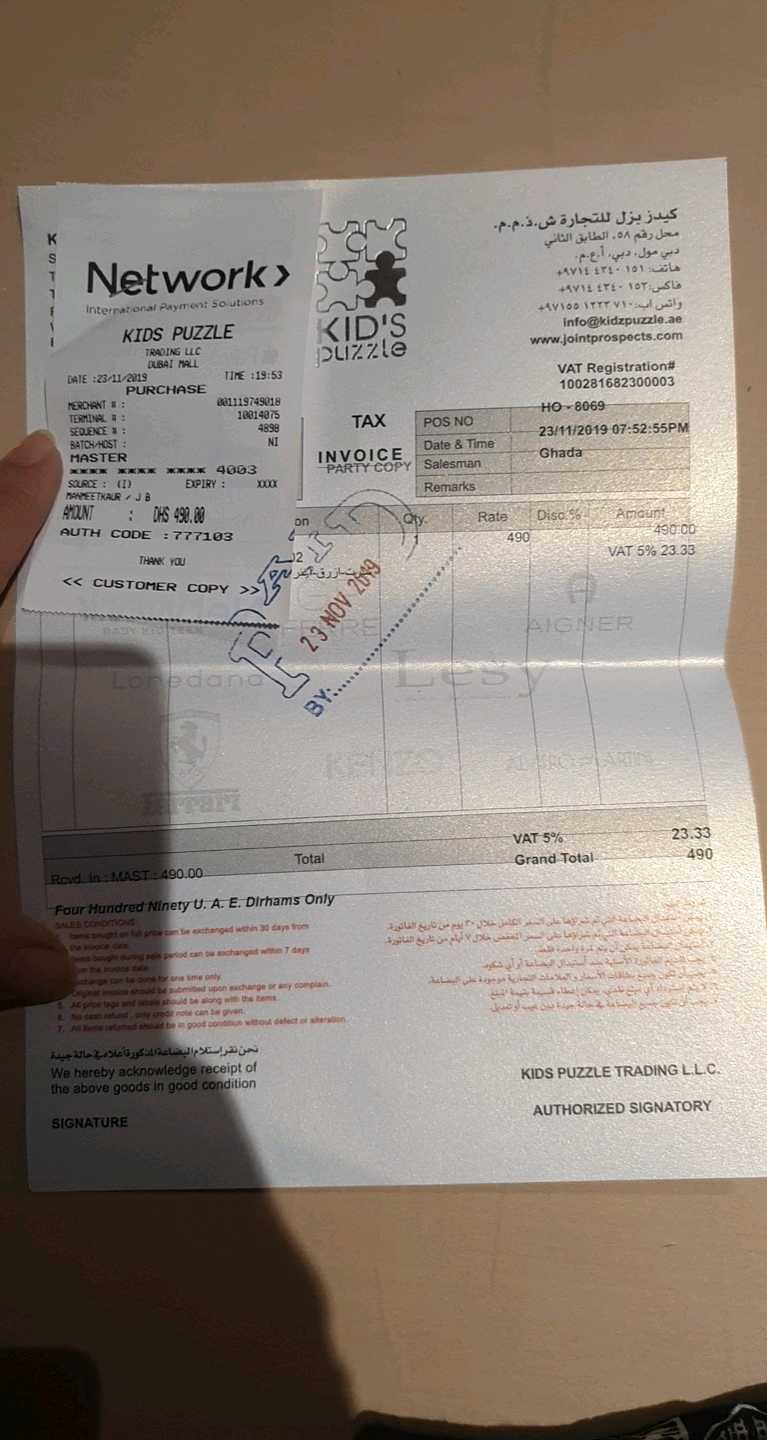 Network>
International Payment Solutions
KIDS PUZZLE
TRADING LLC
DUBAI MALL
DATE :23/11/2019 TIME :19:53
PURCHASE
MERCHANT # : 001119749018
TERMINAL # : 10014075
SEQUENCE # : 4898
BATCH/HOST : NI
MASTER
**** **** **** 4003
SOURCE : (I) EXPIRY : XXXX
MANMEETKAUR / J B
AMOUNT : DHS 490.00
AUTH CODE :777103
THANK YOU
<< CUSTOMER COPY >>
KID'S
puzzle
كيدز بزل للتجارة ش.ذ.م.م.
محل رقم ٥٨، الطابق الثاني
دبي مول، دبي، أ.ع.م.
هاتف: ١٥١ ٤٣٤٠ ٩٧١٤+
فاكس: ١٥٢ ٤٣٤٠ ٩٧١٤+
واتس اب: ٧١٠ ١٢٢٢ ٩٧١٥٥+
info@kidzpuzzle.ae
www.jointprospects.com
VAT Registration#
100281682300003
TAX
INVOICE
PARTY COPY
POS NO HO - 8069
Date & Time 23/11/2019 07:52:55PM
Salesman Ghada
Remarks
on Qty. Rate Disc.% Amount
1 490 490.00
VAT 5% 23.33
23 NOV 2019
BY:
FERRE
AIGNER
Lonedana
Lesy
Ferrari
KENZO
VAT 5% 23.33
Total Grand Total 490
Rcvd. In : MAST : 490.00
Four Hundred Ninety U. A. E. Dirhams Only
SALES CONDITIONS
Items bought on full price can be exchanged within 30 days from
the invoice date.
Items bought during sale period can be exchanged within 7 days
from the invoice date.
Exchange can be done for one time only.
Original invoice should be submitted upon exchange or any complain.
5. All price tags and labels should be along with the items.
6. No cash refund, only credit note can be given.
7. All items returned should be in good condition without defect or alteration.
نحن نقر إستلام البضاعة المذكورة أعلاه في حالة جيدة
We hereby acknowledge receipt of
the above goods in good condition
SIGNATURE
KIDS PUZZLE TRADING L.L.C.
AUTHORIZED SIGNATORY